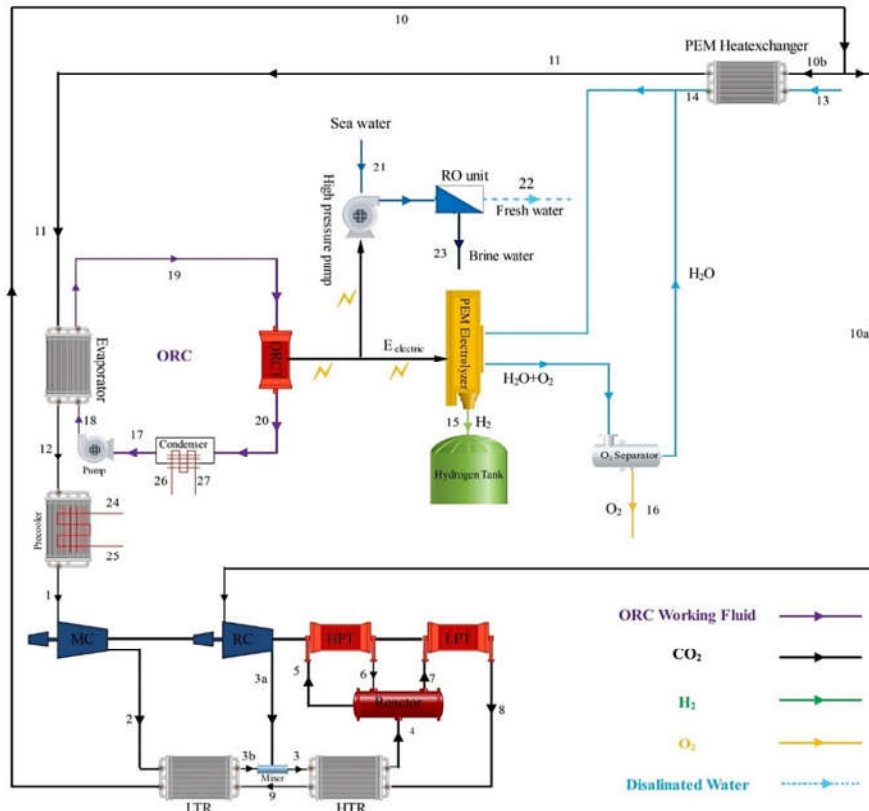 10
PEM Heatexchanger
11
10b
14
13
Sea water
21
High pressure pump
RO unit
22
Fresh water
23
Brine water
11
19
H₂O
10a
Evaporator
ORC
ORCT
E electric
PEM Electrolyzer
H₂O+O₂
18
17
20
15
H₂
12
Pump
Condenser
26
27
Hydrogen Tank
O₂ Separator
O₂
16
Precooler
24
25
1
MC
RC
HPT
LPT
ORC Working Fluid
3a
5
6
7
Reactor
8
CO₂
2
4
H₂
3b
3
Mixer
9
O₂
LTR
HTR
Disalinated Water